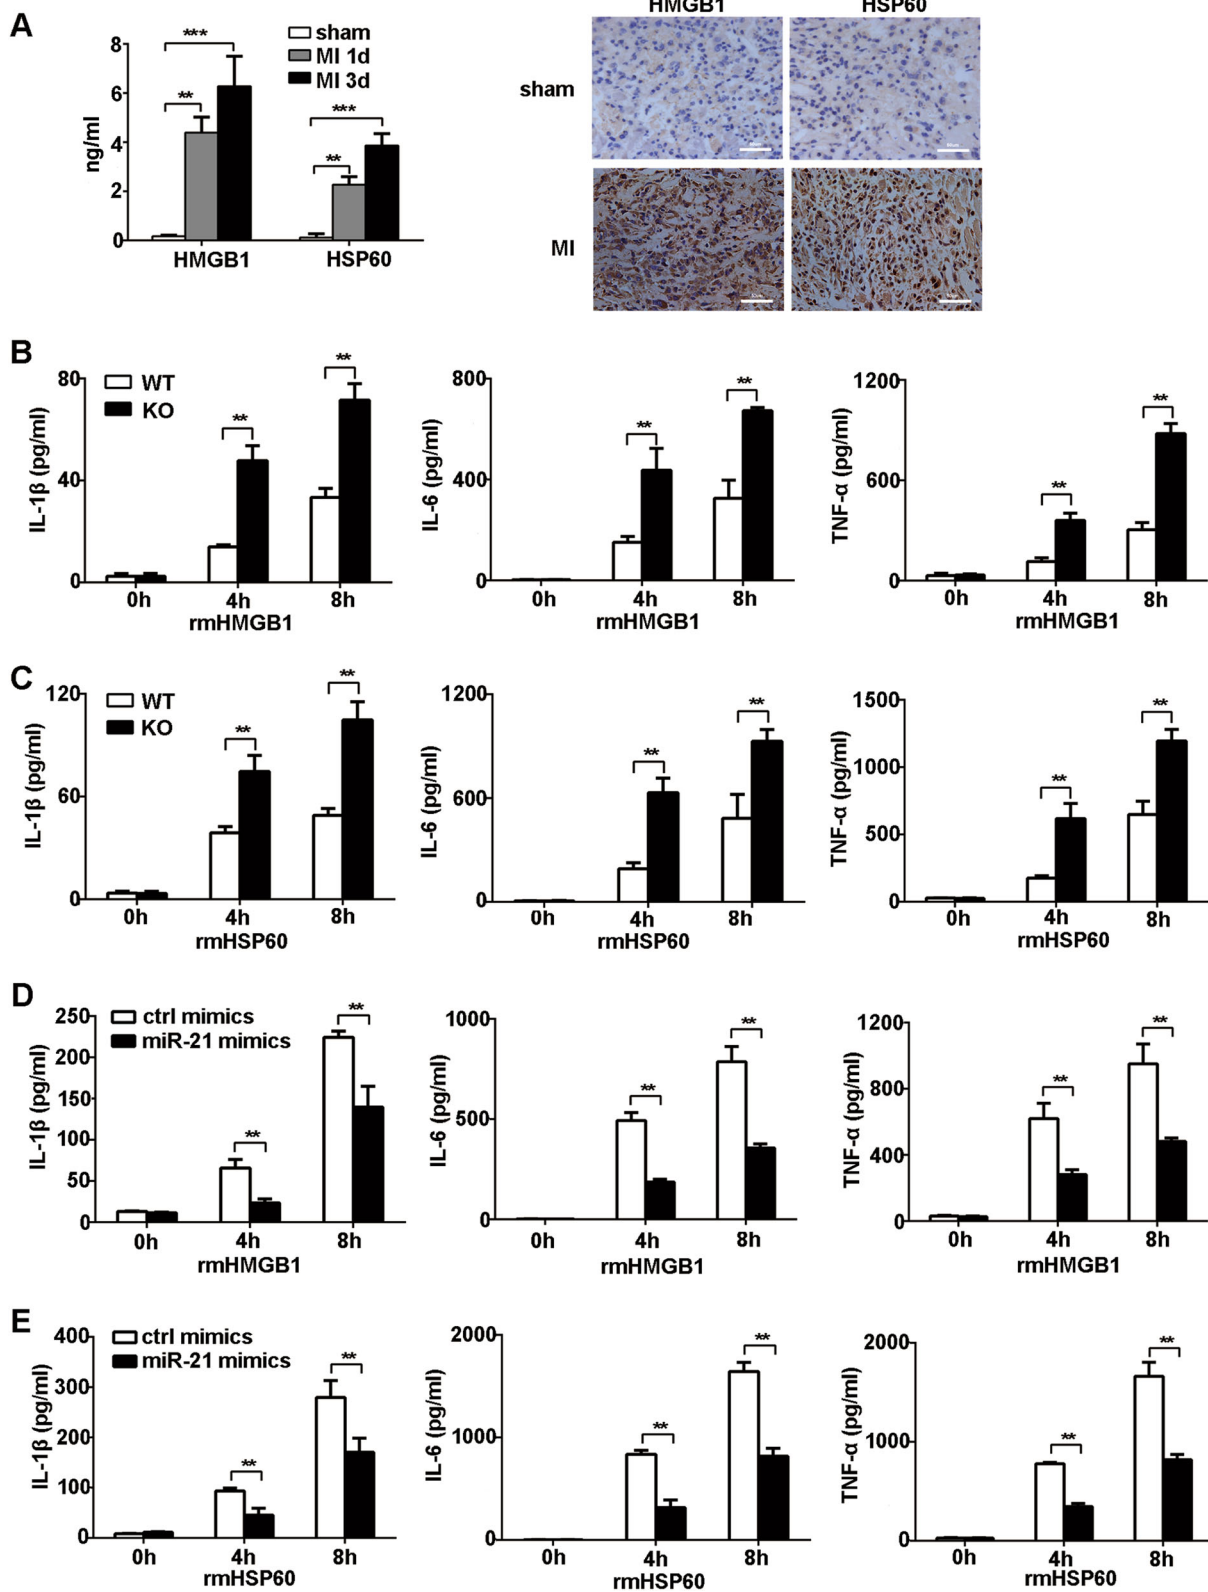 A
ng/ml
8
6
4
2
0
***
**
***
**
sham
MI 1d
MI 3d
HMGB1 HSP60
HMGB1 HSP60
sham
MI
B
IL-1β (pg/ml)
80
40
0
WT
KO
**
**
0h 4h 8h
rmHMGB1
IL-6 (pg/ml)
800
400
0
**
**
0h 4h 8h
rmHMGB1
TNF-α (pg/ml)
1200
600
0
**
**
0h 4h 8h
rmHMGB1
C
IL-1β (pg/ml)
120
60
0
WT
KO
**
**
0h 4h 8h
rmHSP60
IL-6 (pg/ml)
1200
600
0
**
**
0h 4h 8h
rmHSP60
TNF-α (pg/ml)
1500
1000
500
0
**
**
0h 4h 8h
rmHSP60
D
IL-1β (pg/ml)
250
200
150
100
50
0
ctrl mimics
miR-21 mimics
**
**
0h 4h 8h
rmHMGB1
IL-6 (pg/ml)
1000
500
0
**
**
0h 4h 8h
rmHMGB1
TNF-α (pg/ml)
1200
800
400
0
**
**
0h 4h 8h
rmHMGB1
E
IL-1β (pg/ml)
400
300
200
100
0
ctrl mimics
miR-21 mimics
**
**
0h 4h 8h
rmHSP60
IL-6 (pg/ml)
2000
1000
0
**
**
0h 4h 8h
rmHSP60
TNF-α (pg/ml)
2000
1000
0
**
**
0h 4h 8h
rmHSP60